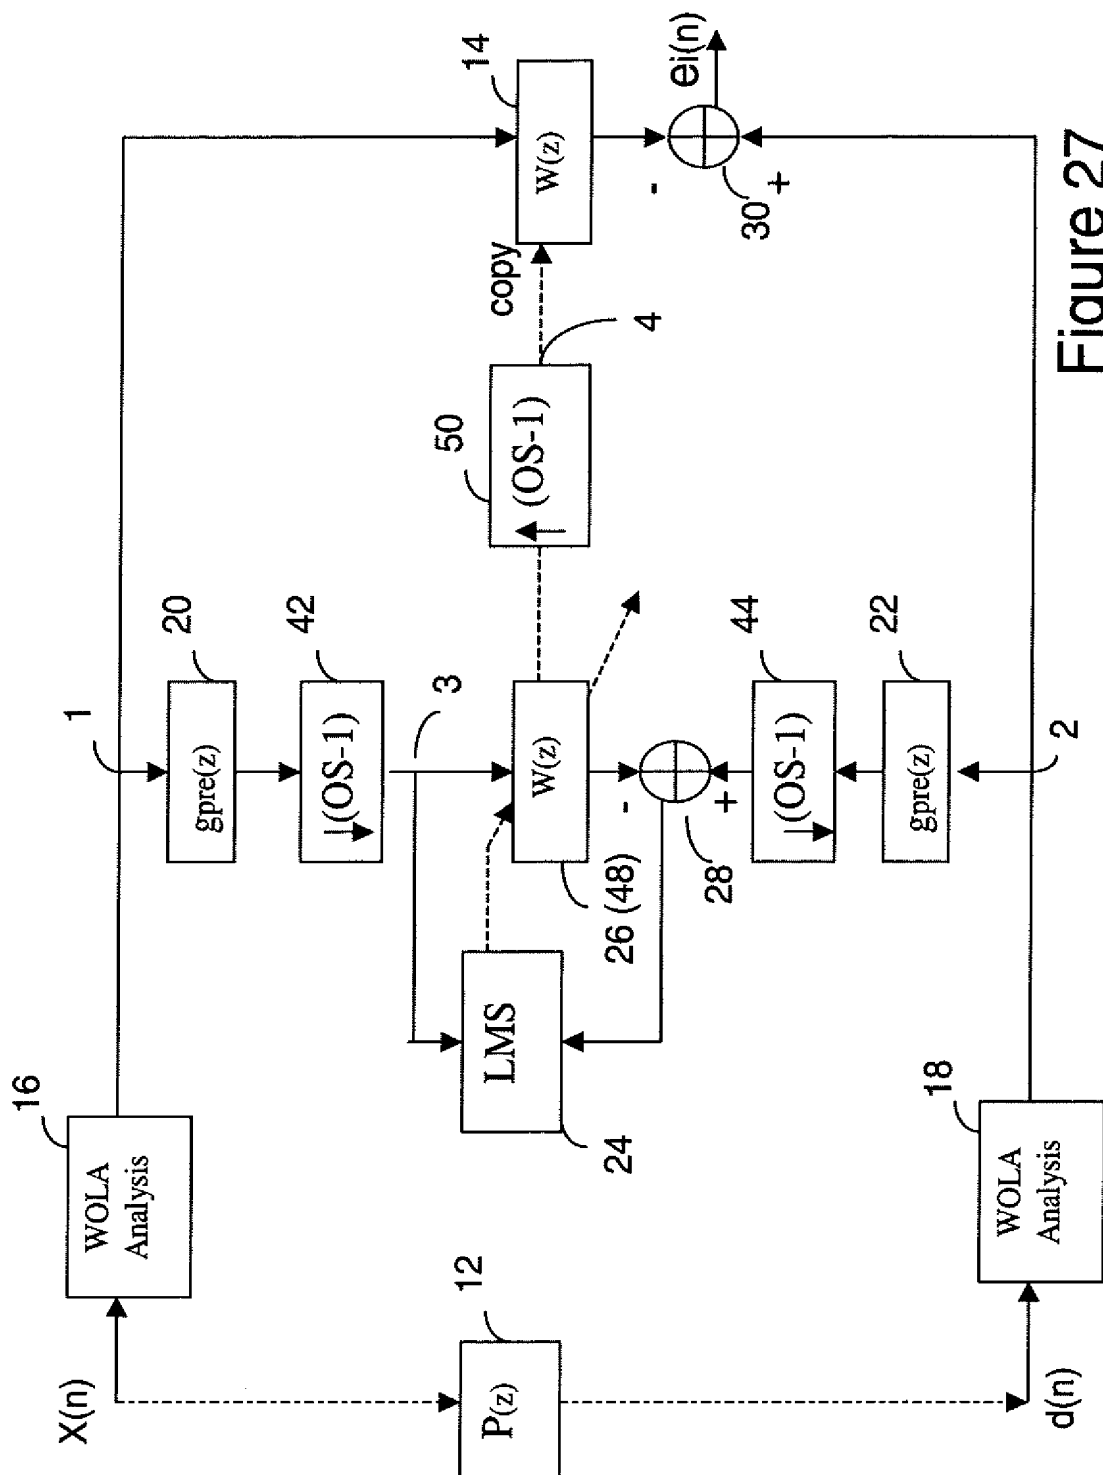 X(n)
WOLA
Analysis
16
1
gpre(z)
20
↓(OS-1)
42
3
LMS
24
W(z)
26 (48)
-
+
28
↓(OS-1)
44
gpre(z)
22
2
↑(OS-1)
50
4
copy
W(z)
14
-
+
30
ei(n)
P(z)
12
d(n)
WOLA
Analysis
18
Figure 27